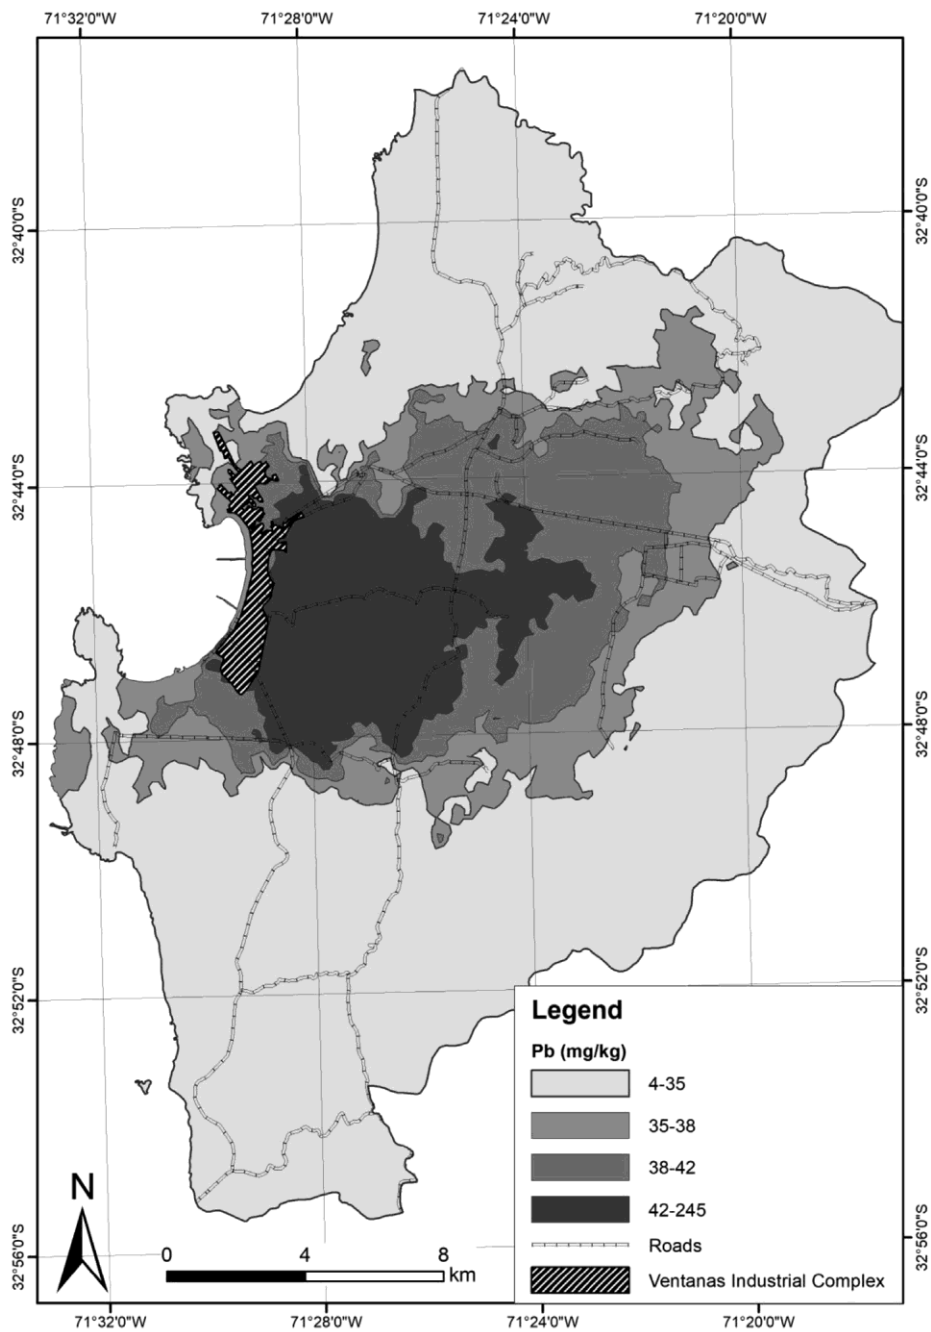 71°32'0"W 71°28'0"W 71°24'0"W 71°20'0"W
32°40'0"S 32°40'0"S
32°44'0"S 32°44'0"S
32°48'0"S 32°48'0"S
32°52'0"S 32°52'0"S
Legend
Pb (mg/kg)
4-35
35-38
38-42
42-245
Roads
Ventanas Industrial Complex
N
0 4 8
km
32°56'0"S 32°56'0"S
71°32'0"W 71°28'0"W 71°24'0"W 71°20'0"W